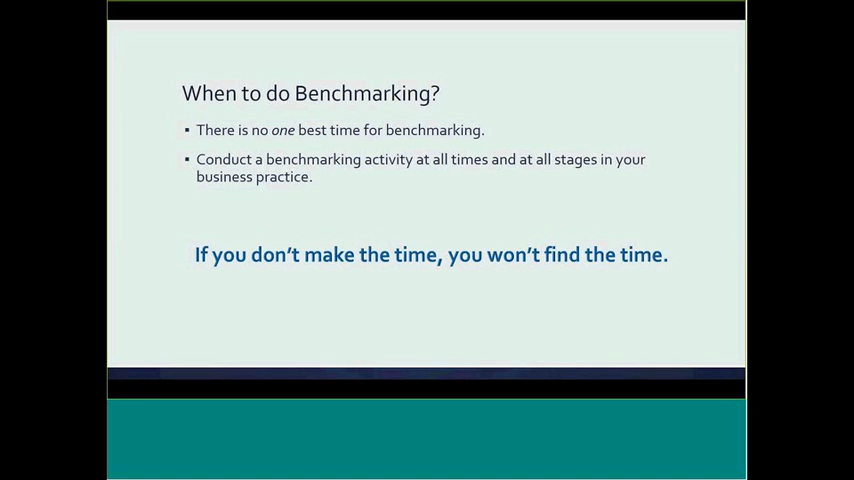 When to do Benchmarking?
▪ There is no one best time for benchmarking.
▪ Conduct a benchmarking activity at all times and at all stages in your
business practice.
If you don't make the time, you won't find the time.